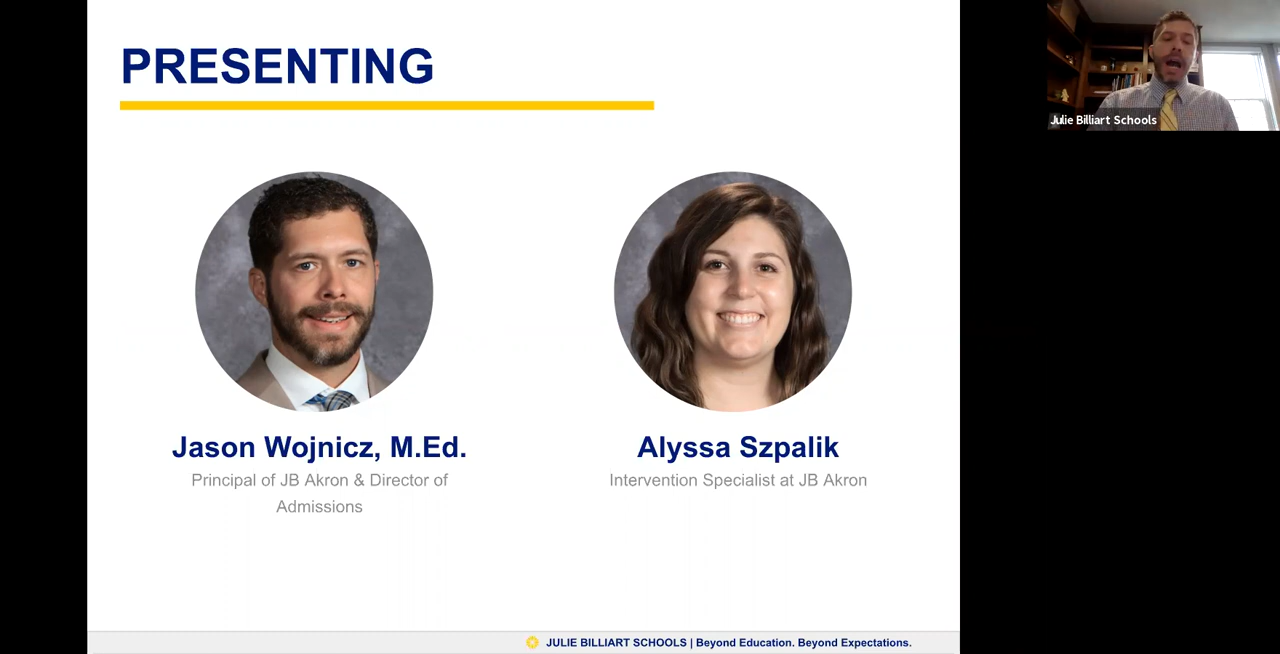 PRESENTING
Julie Billiart Schools
Jason Wojnicz, M.Ed.
Principal of JB Akron & Director of
Admissions
Alyssa Szpalik
Intervention Specialist at JB Akron
JULIE BILLIART SCHOOLS | Beyond Education. Beyond Expectations.